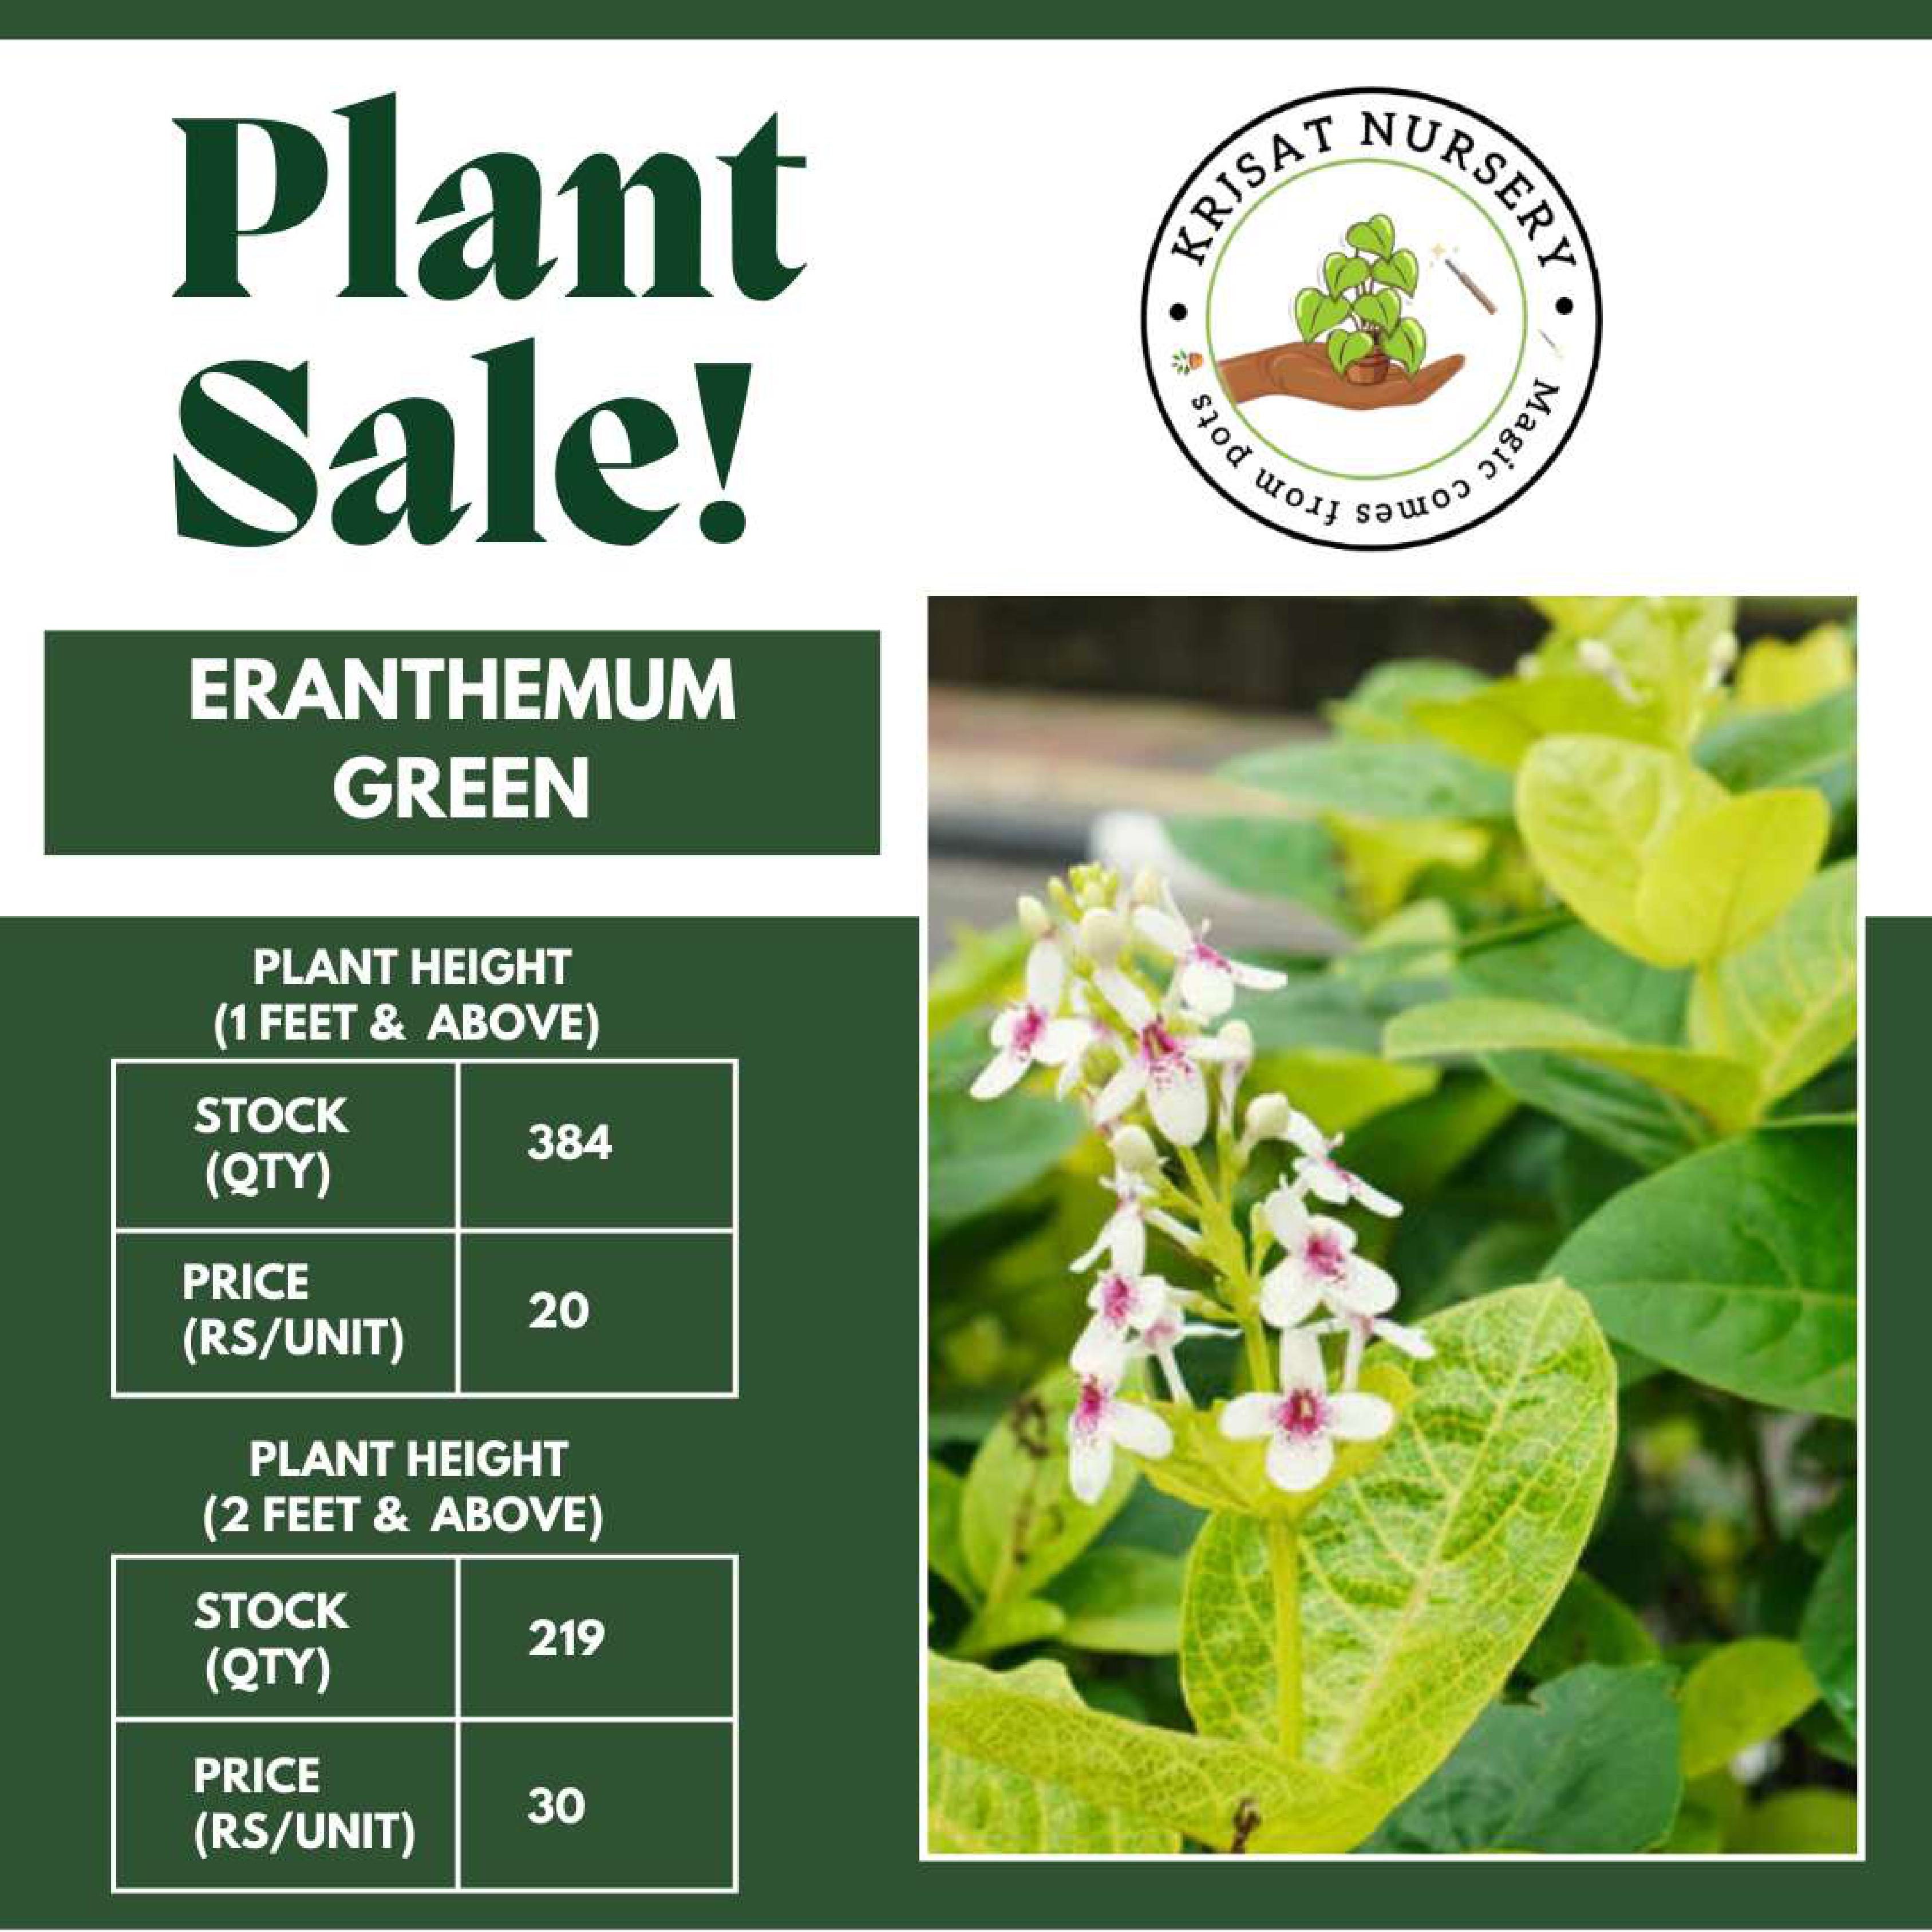 Plant
Sale!
KRISAT NURSERY
Magic comes from pots
ERANTHEMUM
GREEN
PLANT HEIGHT
(1 FEET & ABOVE)
STOCK
(QTY)
384
PRICE
(RS/UNIT)
20
PLANT HEIGHT
(2 FEET & ABOVE)
STOCK
(QTY)
219
PRICE
(RS/UNIT)
30